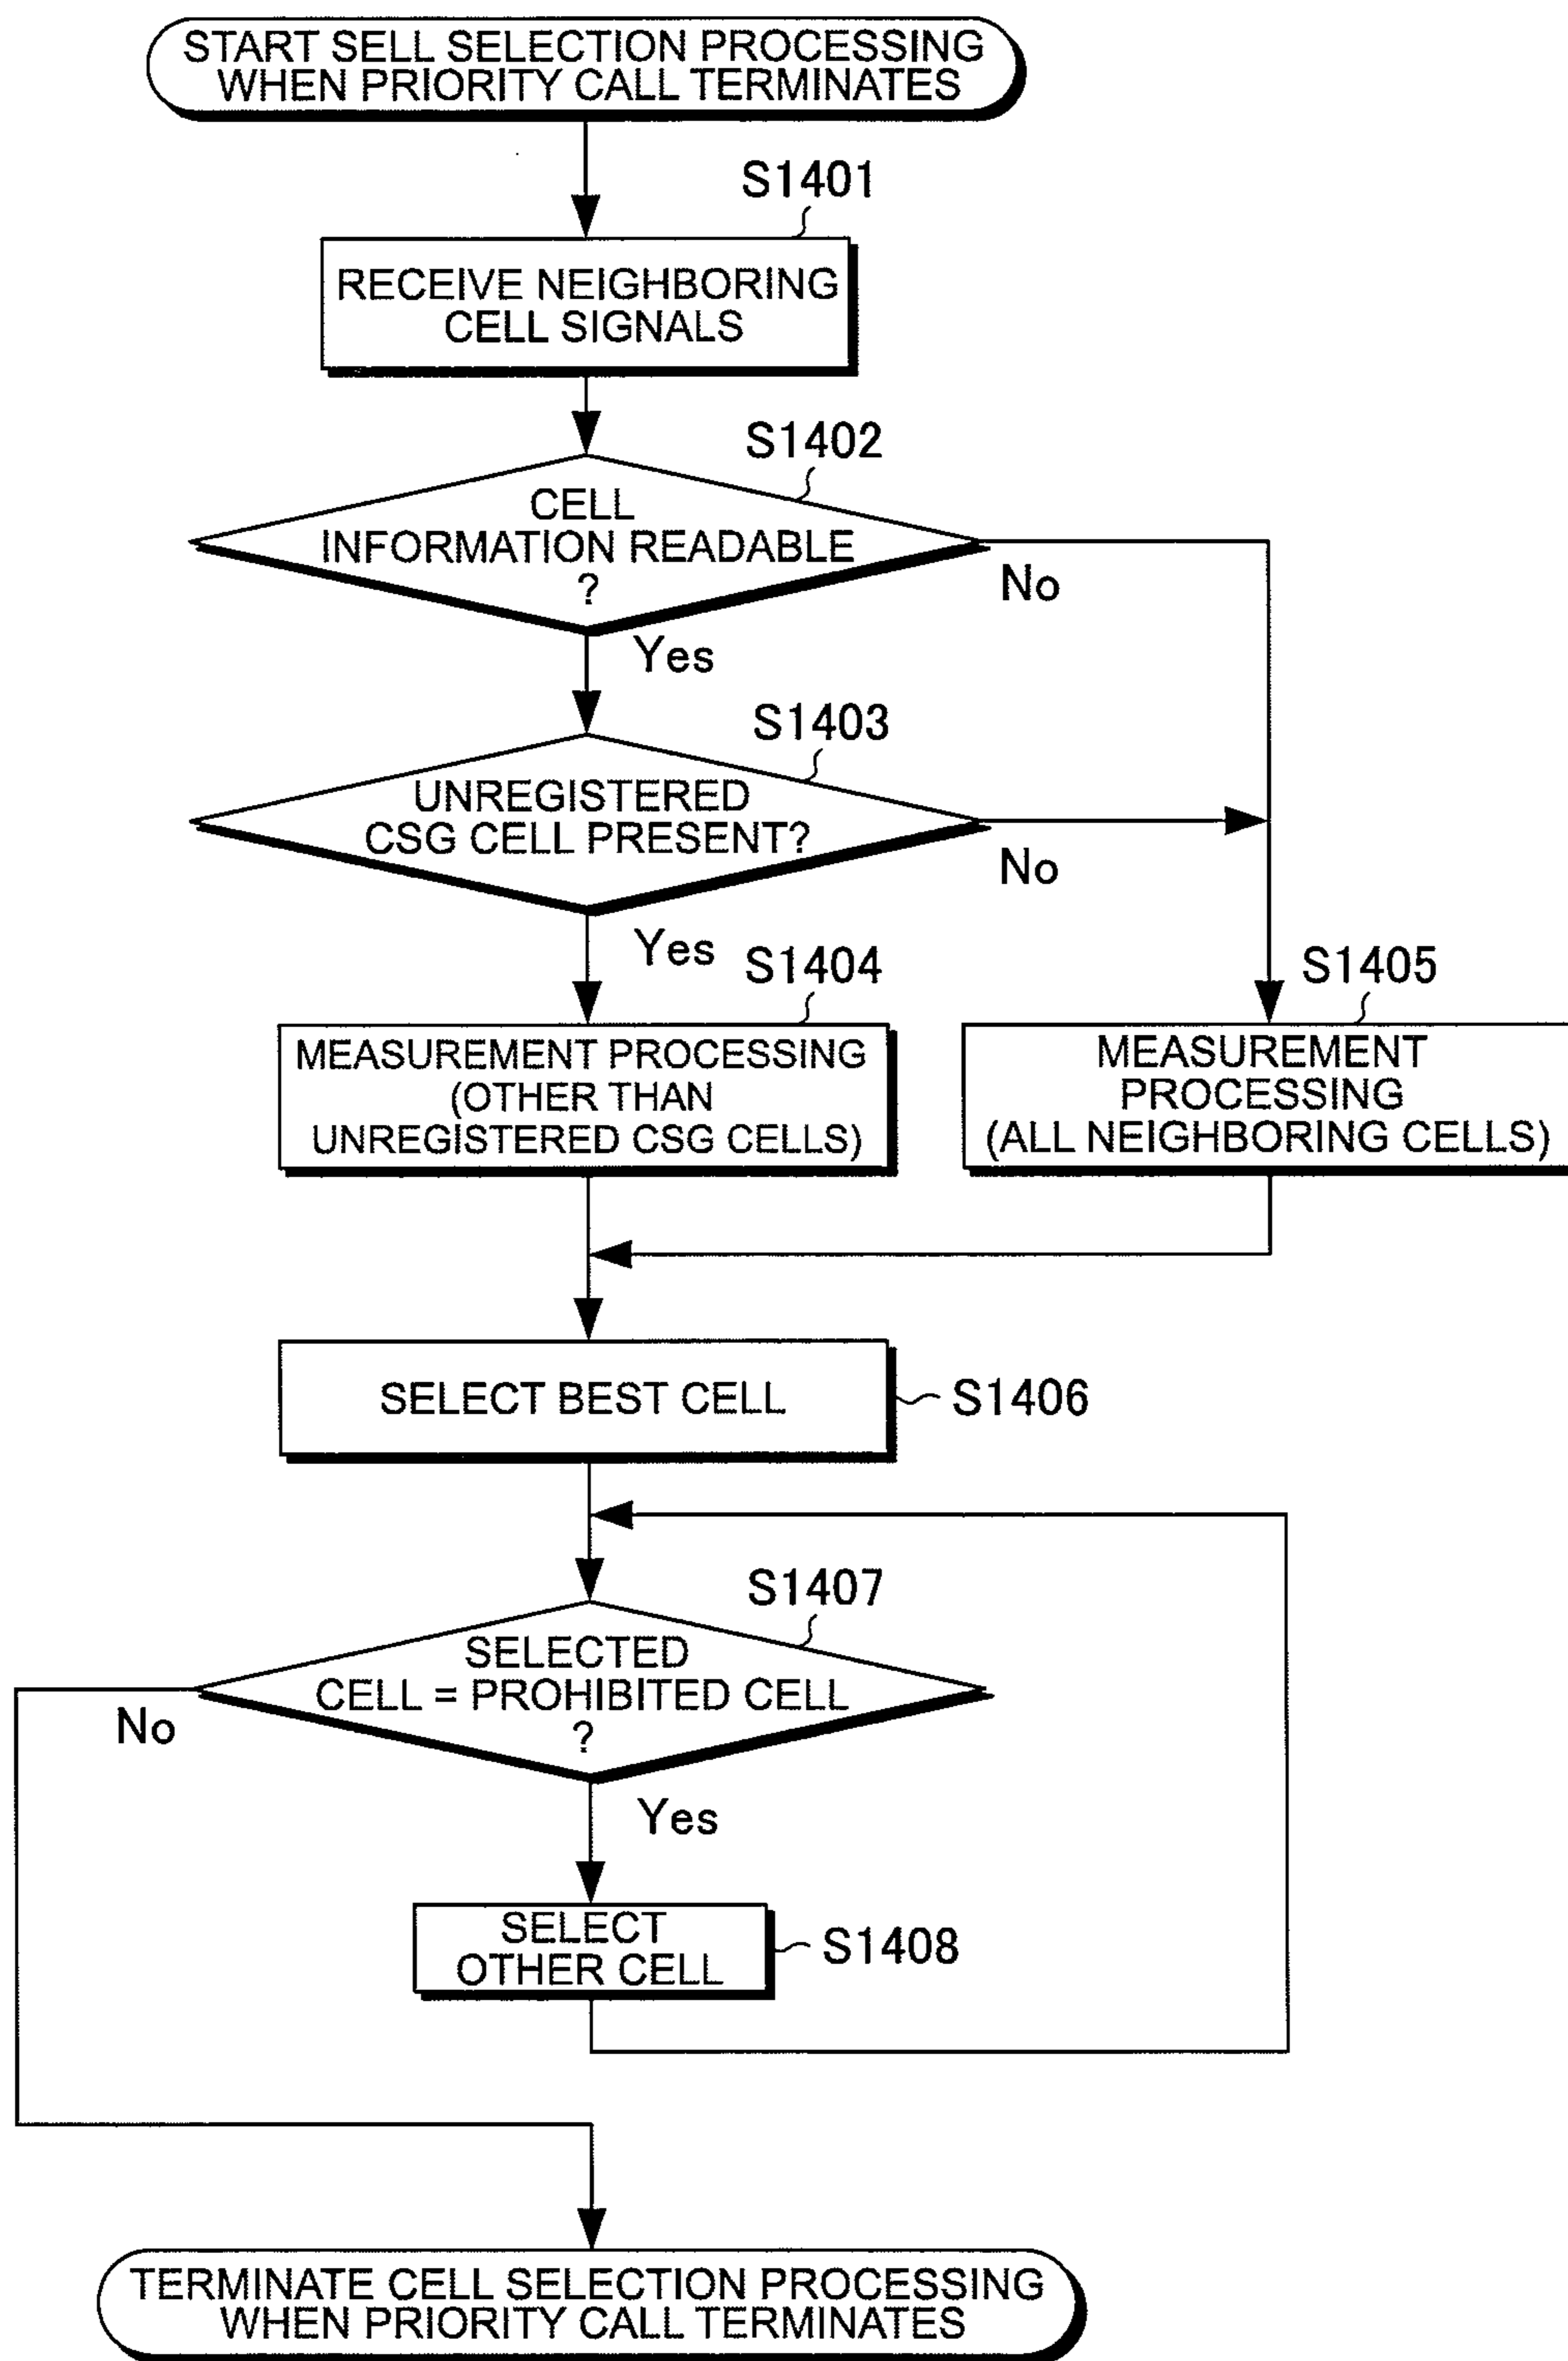 START SELL SELECTION PROCESSING
WHEN PRIORITY CALL TERMINATES
S1401
RECEIVE NEIGHBORING
CELL SIGNALS
S1402
CELL
INFORMATION READABLE
?
No
Yes
S1403
UNREGISTERED
CSG CELL PRESENT?
No
Yes
S1404
MEASUREMENT PROCESSING
(OTHER THAN
UNREGISTERED CSG CELLS)
S1405
MEASUREMENT
PROCESSING
(ALL NEIGHBORING CELLS)
SELECT BEST CELL
S1406
S1407
SELECTED
CELL = PROHIBITED CELL
?
No
Yes
SELECT
OTHER CELL
S1408
TERMINATE CELL SELECTION PROCESSING
WHEN PRIORITY CALL TERMINATES